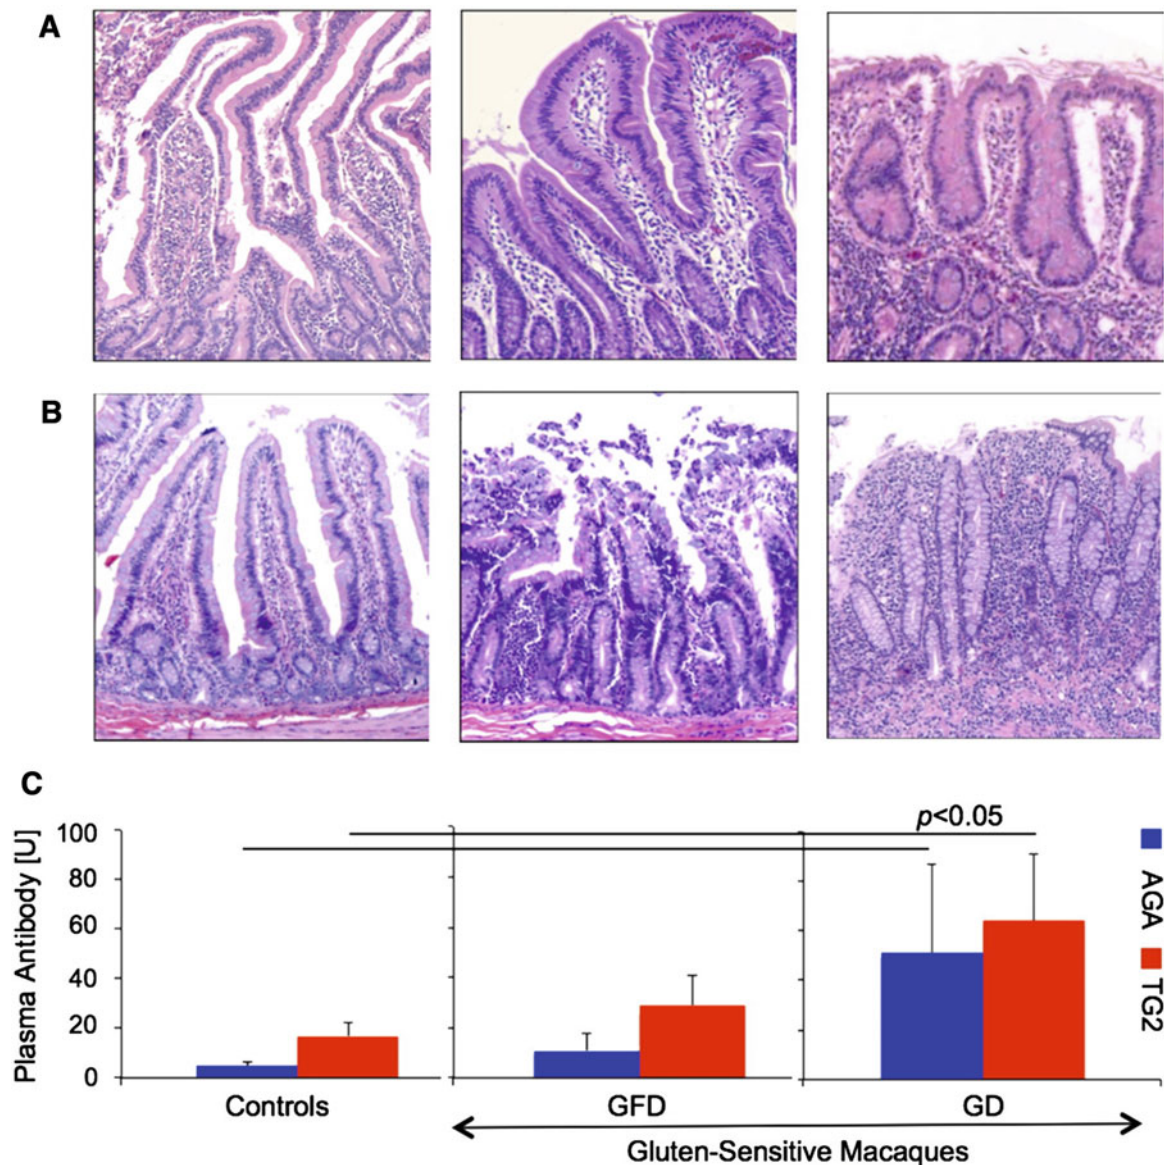 A
B
C
p<0.05
Plasma Antibody [U]
100
80
60
40
20
0
AGA
TG2
Controls
GFD
GD
Gluten-Sensitive Macaques